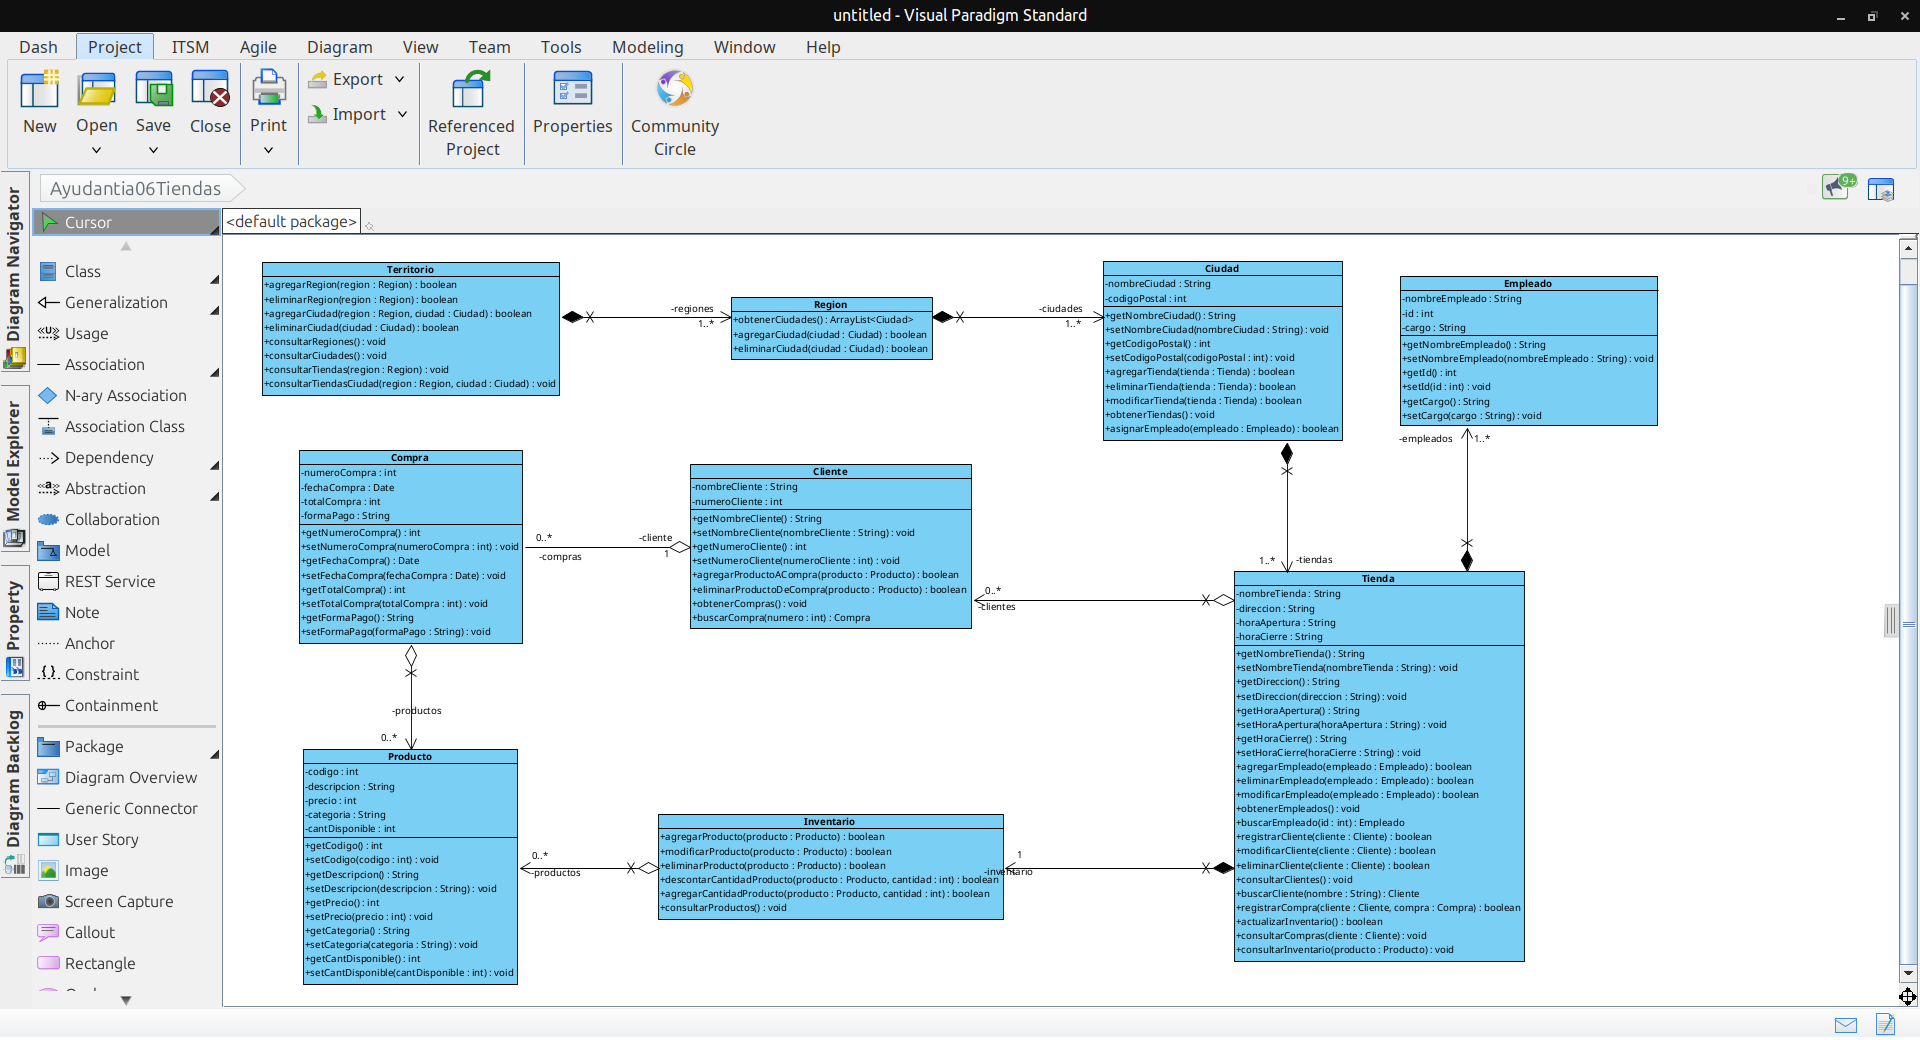 untitled - Visual Paradigm Standard
Dash Project ITSM Agile Diagram View Team Tools Modeling Window Help
New
Open
Save
Close
Print
Export
Import
Referenced Project
Properties
Community Circle
Ayudantia06Tiendas
9+
Diagram Navigator
Model Explorer
Property
Diagram Backlog
Cursor
Class
Generalization
Usage
Association
N-ary Association
Association Class
Dependency
Abstraction
Collaboration
Model
REST Service
Note
Anchor
Constraint
Containment
Package
Diagram Overview
Generic Connector
User Story
Image
Screen Capture
Callout
Rectangle
<default package>
Territorio
+agregarRegion(region : Region) : boolean
+eliminarRegion(region : Region) : boolean
+agregarCiudad(region : Region, ciudad : Ciudad) : boolean
+eliminarCiudad(ciudad : Ciudad) : boolean
+consultarRegiones() : void
+consultarCiudades() : void
+consultarTiendas(region : Region) : void
+consultarTiendasCiudad(region : Region, ciudad : Ciudad) : void
-regiones
1..*
Region
+obtenerCiudades() : ArrayList<Ciudad>
+agregarCiudad(ciudad : Ciudad) : boolean
+eliminarCiudad(ciudad : Ciudad) : boolean
-ciudades
1..*
Ciudad
-nombreCiudad : String
-codigoPostal : int
+getNombreCiudad() : String
+setNombreCiudad(nombreCiudad : String) : void
+getCodigoPostal() : int
+setCodigoPostal(codigoPostal : int) : void
+agregarTienda(tienda : Tienda) : boolean
+eliminarTienda(tienda : Tienda) : boolean
+modificarTienda(tienda : Tienda) : boolean
+obtenerTiendas() : void
+asignarEmpleado(empleado : Empleado) : boolean
Empleado
-nombreEmpleado : String
-id : int
-cargo : String
+getNombreEmpleado() : String
+setNombreEmpleado(nombreEmpleado : String) : void
+getId() : int
+setId(id : int) : void
+getCargo() : String
+setCargo(cargo : String) : void
-empleados
1..*
Compra
-numeroCompra : int
-fechaCompra : Date
-totalCompra : int
-formaPago : String
+getNumeroCompra() : int
+setNumeroCompra(numeroCompra : int) : void
+getFechaCompra() : Date
+setFechaCompra(fechaCompra : Date) : void
+getTotalCompra() : int
+setTotalCompra(totalCompra : int) : void
+getFormaPago() : String
+setFormaPago(formaPago : String) : void
0..*
-compras
-cliente
1
Cliente
-nombreCliente : String
-numeroCliente : int
+getNombreCliente() : String
+setNombreCliente(nombreCliente : String) : void
+getNumeroCliente() : int
+setNumeroCliente(numeroCliente : int) : void
+agregarProductoACompra(producto : Producto) : boolean
+eliminarProductoDeCompra(producto : Producto) : boolean
+obtenerCompras() : void
+buscarCompra(numero : int) : Compra
0..*
-clientes
1..*
-tiendas
Tienda
-nombreTienda : String
-direccion : String
-horaApertura : String
-horaCierre : String
+getNombreTienda() : String
+setNombreTienda(nombreTienda : String) : void
+getDireccion() : String
+setDireccion(direccion : String) : void
+getHoraApertura() : String
+setHoraApertura(horaApertura : String) : void
+getHoraCierre() : String
+setHoraCierre(horaCierre : String) : void
+agregarEmpleado(empleado : Empleado) : boolean
+eliminarEmpleado(empleado : Empleado) : boolean
+modificarEmpleado(empleado : Empleado) : boolean
+obtenerEmpleados() : void
+buscarEmpleado(id : int) : Empleado
+registrarCliente(cliente : Cliente) : boolean
+modificarCliente(cliente : Cliente) : boolean
+eliminarCliente(cliente : Cliente) : boolean
+consultarClientes() : void
+buscarCliente(nombre : String) : Cliente
+registrarCompra(cliente : Cliente, compra : Compra) : boolean
+actualizarInventario() : boolean
+consultarCompras(cliente : Cliente) : void
+consultarInventario(producto : Producto) : void
-productos
0..*
Producto
-codigo : int
-descripcion : String
-precio : int
-categoria : String
-cantDisponible : int
+getCodigo() : int
+setCodigo(codigo : int) : void
+getDescripcion() : String
+setDescripcion(descripcion : String) : void
+getPrecio() : int
+setPrecio(precio : int) : void
+getCategoria() : String
+setCategoria(categoria : String) : void
+getCantDisponible() : int
+setCantDisponible(cantDisponible : int) : void
0..*
-productos
Inventario
+agregarProducto(producto : Producto) : boolean
+modificarProducto(producto : Producto) : boolean
+eliminarProducto(producto : Producto) : boolean
+descontarCantidadProducto(producto : Producto, cantidad : int) : boolean
+agregarCantidadProducto(producto : Producto, cantidad : int) : boolean
+consultarProductos() : void
1
-inventario